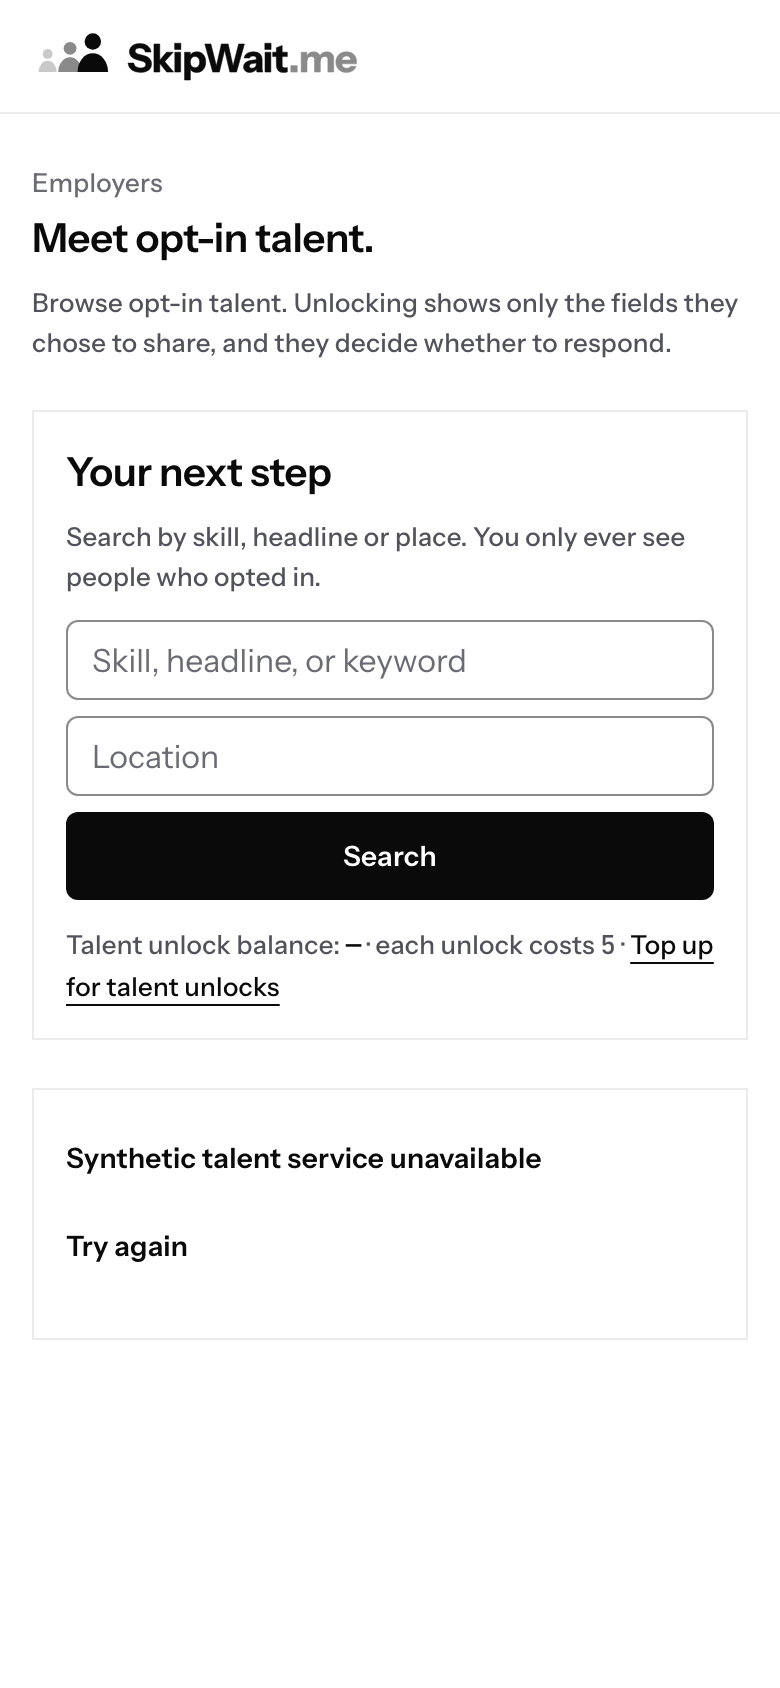 SkipWait.me
Employers
Meet opt-in talent.
Browse opt-in talent. Unlocking shows only the fields they
chose to share, and they decide whether to respond.
Your next step
Search by skill, headline or place. You only ever see
people who opted in.
Skill, headline, or keyword
Location
Search
Talent unlock balance: – · each unlock costs 5 · Top up
for talent unlocks
Synthetic talent service unavailable
Try again